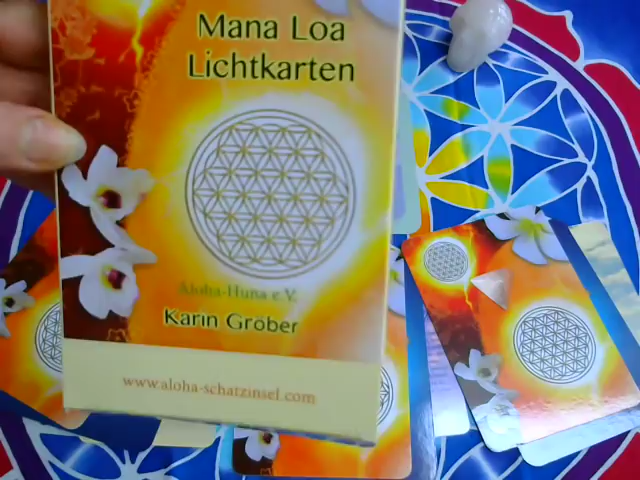 Mana Loa
Lichtkarten
Aloha-Huna e.V.
Karin Gröber
www.aloha-schatzinsel.com